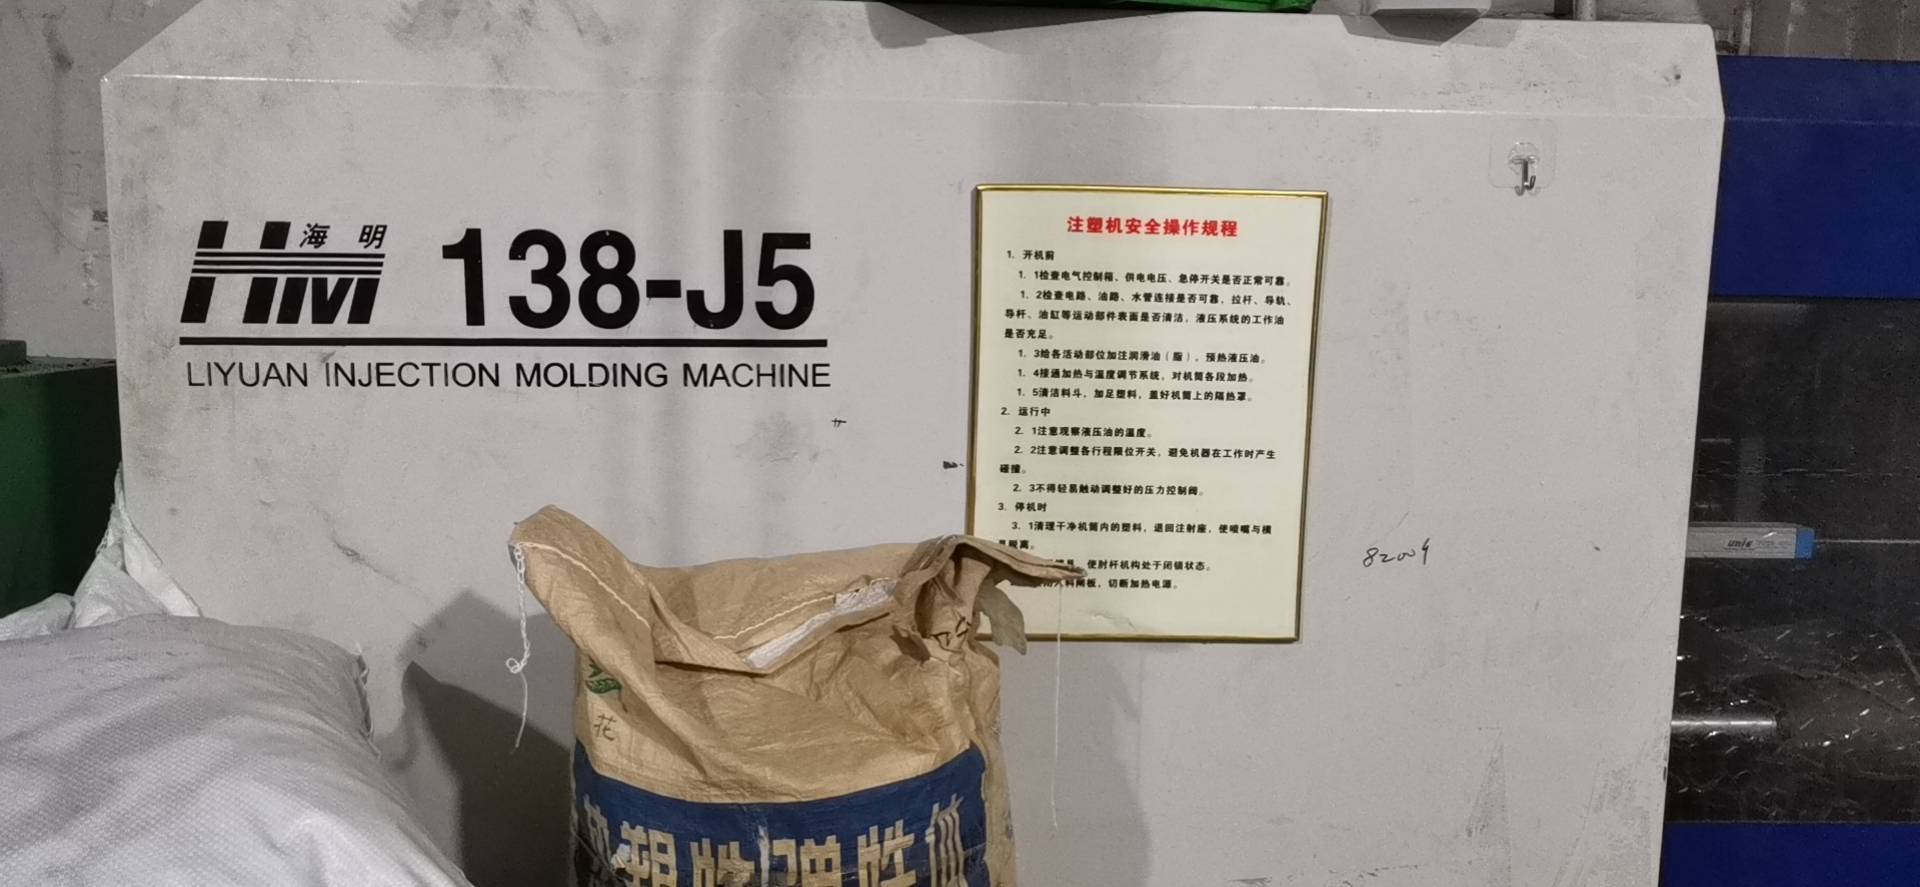 海 明
HM 138-J5
LIYUAN INJECTION MOLDING MACHINE
注塑机安全操作规程
1. 开机前
1. 1检查电气控制箱、供电电压、急停开关是否正常可靠。
1. 2检查电路、油路、水管连接是否可靠，拉杆、导轨、
导杆、油缸等运动部件表面是否清洁，液压系统的工作油
是否充足。
1. 3给各活动部位加注润滑油（脂），预热液压油。
1. 4接通加热与温度调节系统，对机筒各段加热。
1. 5清洁料斗，加足塑料，盖好机筒上的隔热罩。
2. 运行中
2. 1注意观察液压油的温度。
2. 2注意调整各行程限位开关，避免机器在工作时产生
碰撞。
2. 3不得轻易触动调整好的压力控制阀。
3. 停机时
3. 1清理干净机筒内的塑料，退回注射座，使喷嘴与模
具脱离。
模具，使肘杆机构处于闭锁状态。
料闸板，切断加热电源。
82009
花
热塑性弹性体